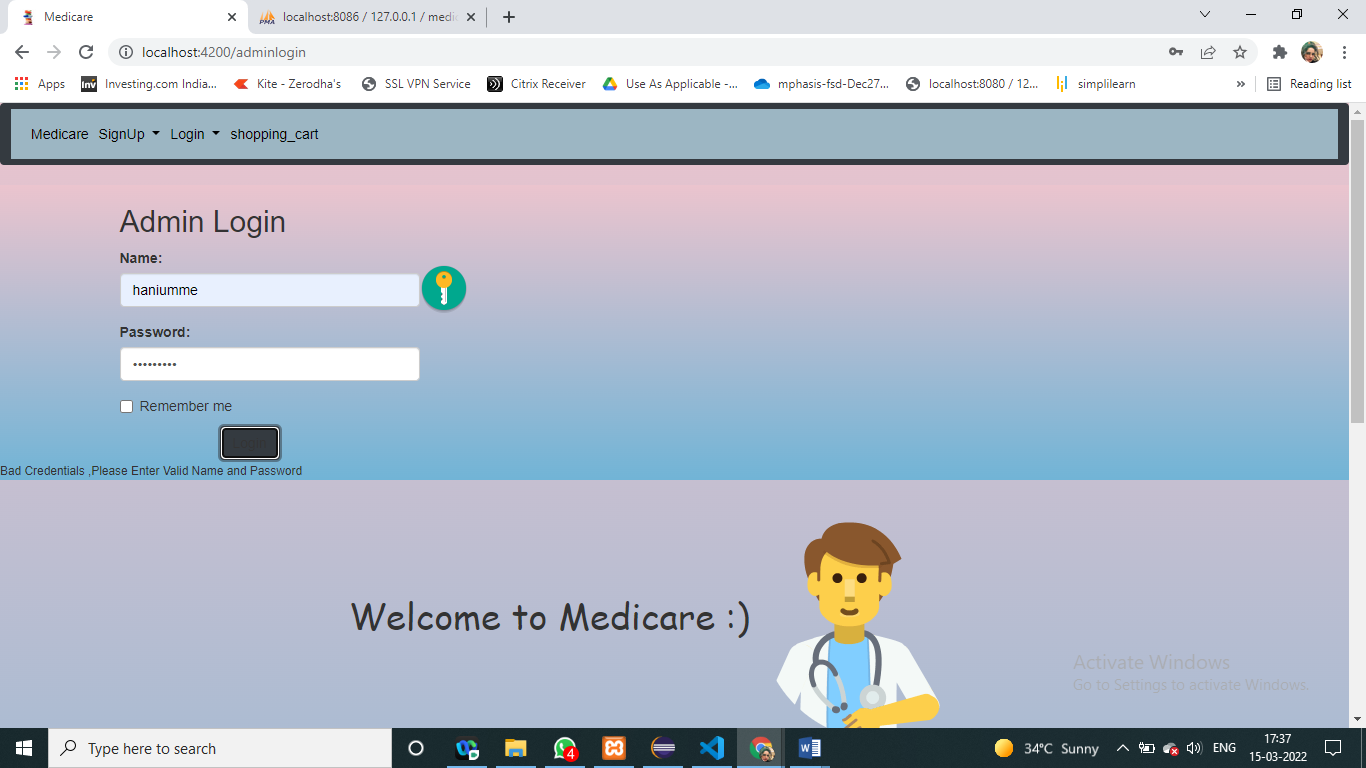 Medicare
localhost:8086 / 127.0.0.1 / medic
localhost:4200/adminlogin
Apps
Investing.com India...
Kite - Zerodha's
SSL VPN Service
Citrix Receiver
Use As Applicable -...
mphasis-fsd-Dec27...
localhost:8080 / 12...
simplilearn
»
Reading list
Medicare SignUp Login shopping_cart
Admin Login
Name:
haniumme
Password:
Remember me
Login
Bad Credentials ,Please Enter Valid Name and Password
Welcome to Medicare :)
Activate Windows
Go to Settings to activate Windows.
Type here to search
4
34°C Sunny
ENG
17:37
15-03-2022